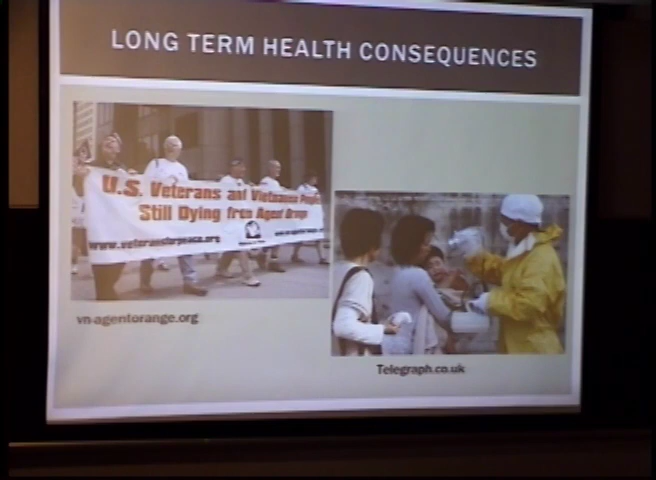 LONG TERM HEALTH CONSEQUENCES
U.S. Veterans and Vietnamese People
Still Dying from Agent Orange
www.veteransforpeace.org
vn-agentorange.org
Telegraph.co.uk